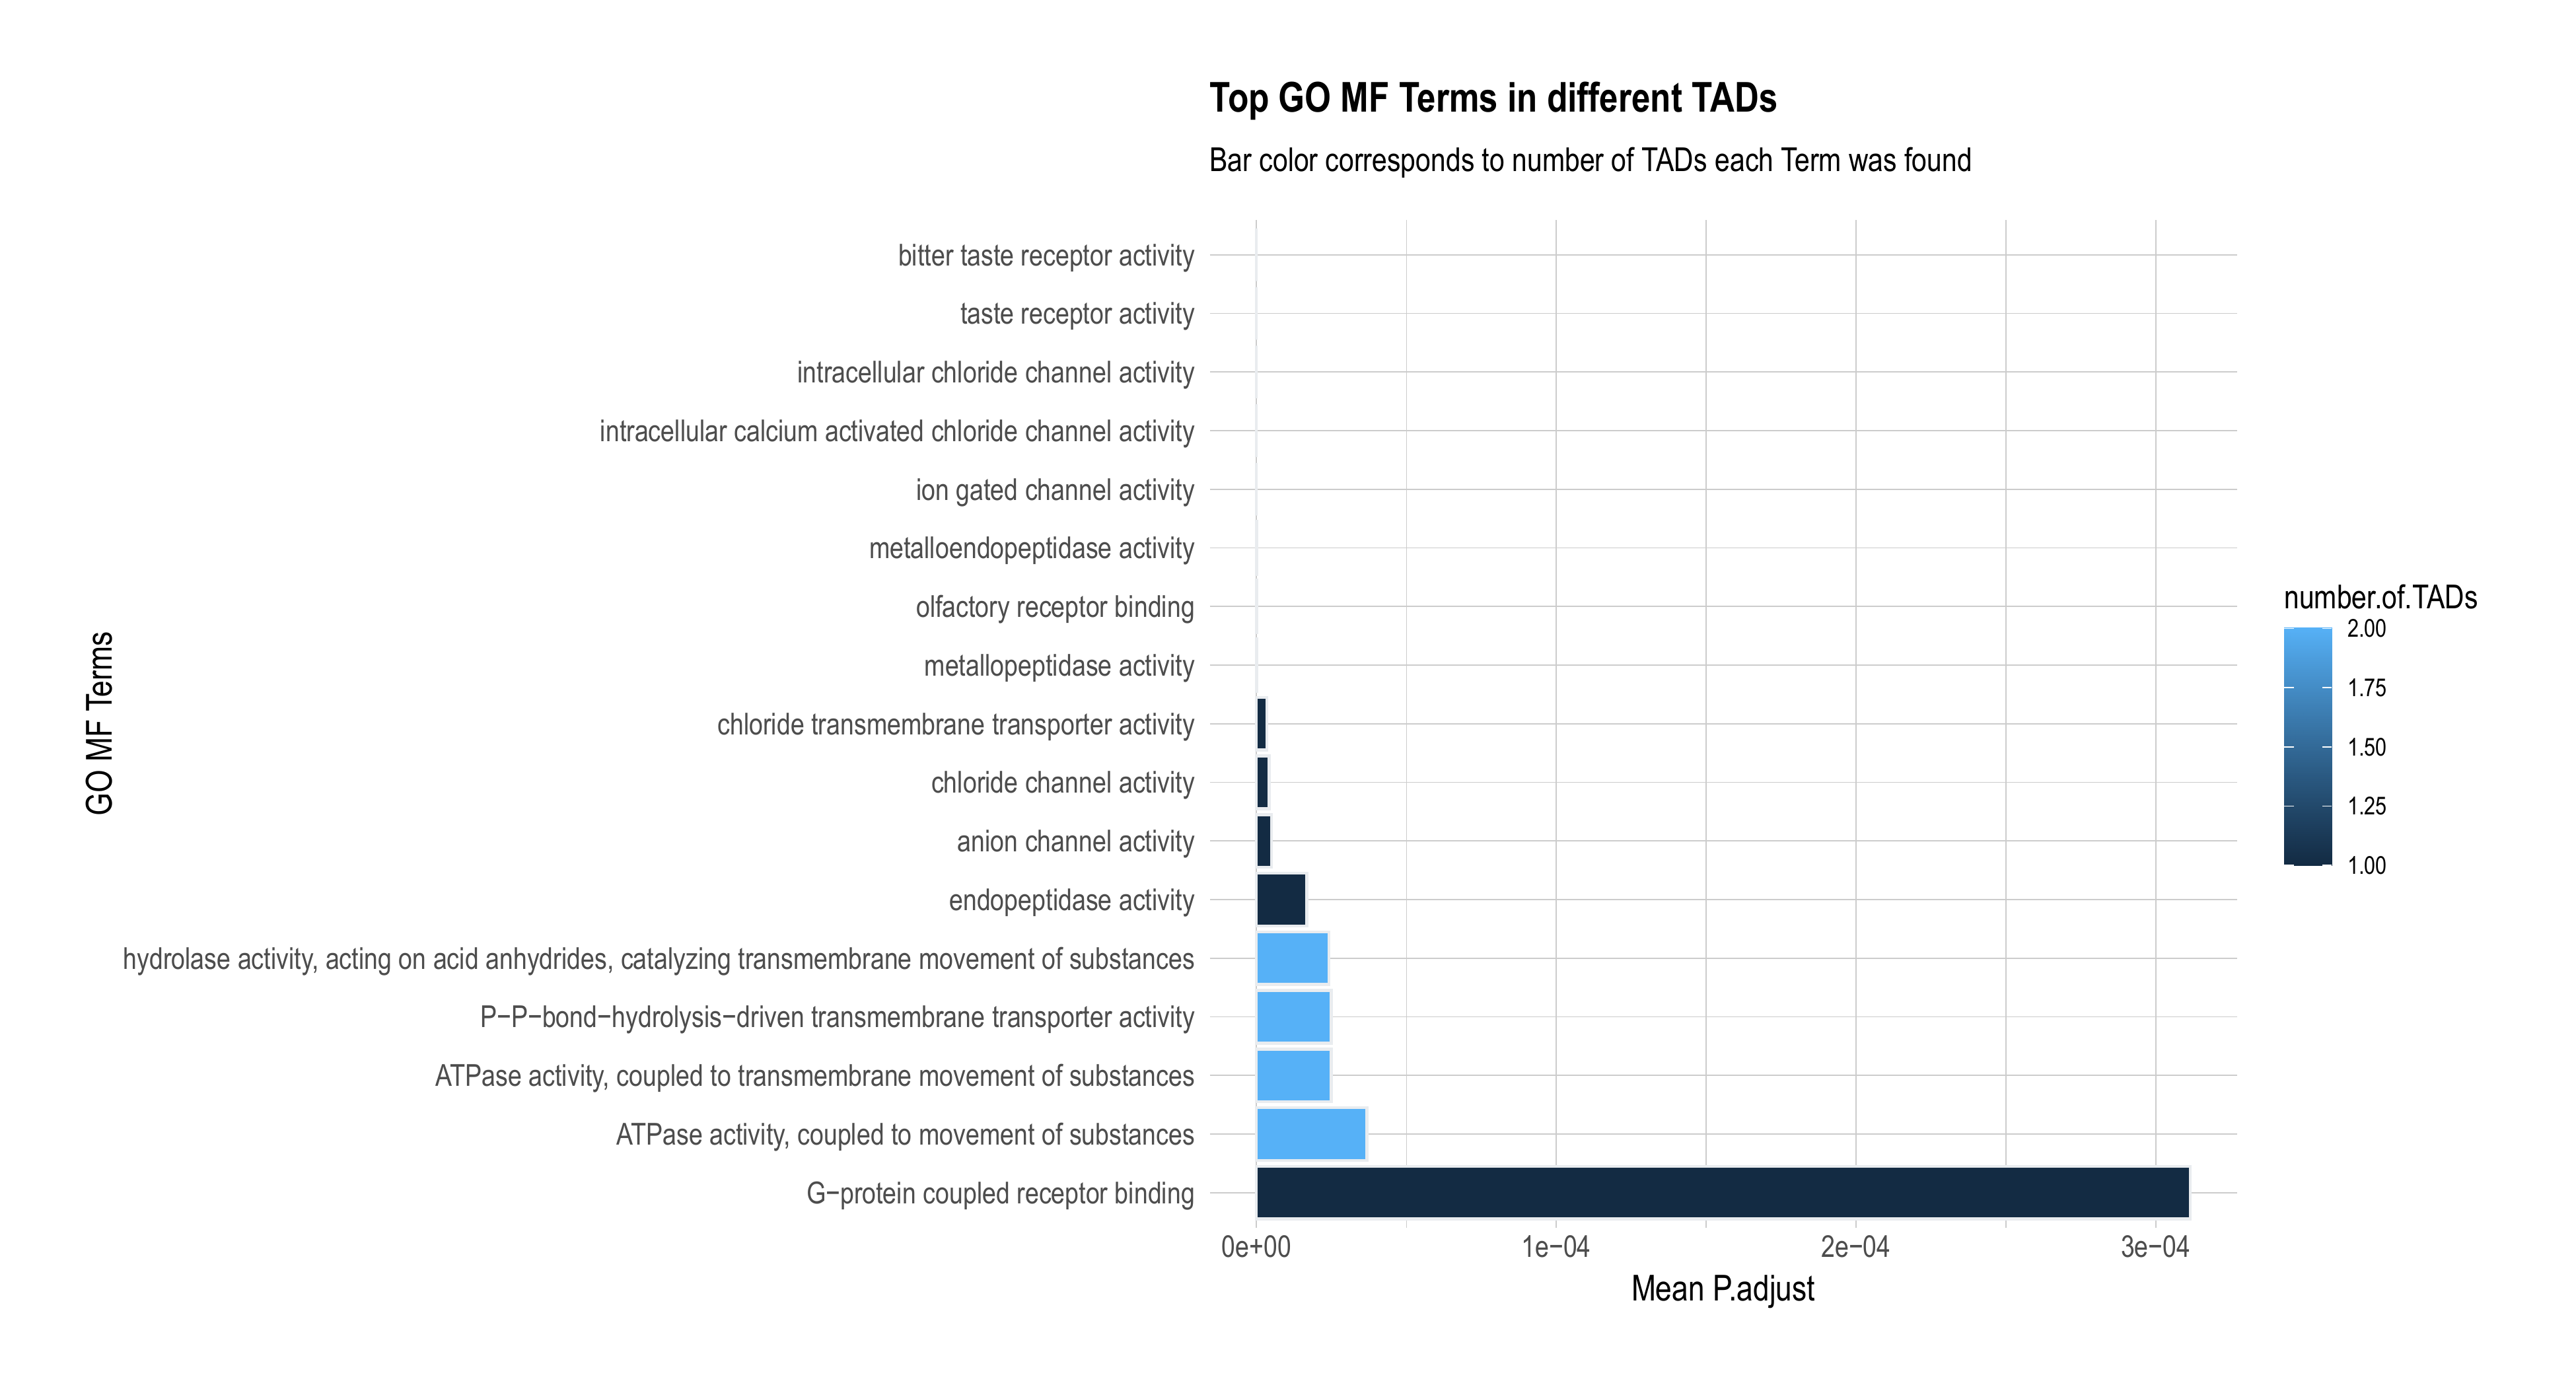 Top GO MF Terms in different TADs
Bar color corresponds to number of TADs each Term was found
bitter taste receptor activity
taste receptor activity
intracellular chloride channel activity
intracellular calcium activated chloride channel activity
ion gated channel activity
metalloendopeptidase activity
olfactory receptor binding
metallopeptidase activity
chloride transmembrane transporter activity
chloride channel activity
anion channel activity
endopeptidase activity
hydrolase activity, acting on acid anhydrides, catalyzing transmembrane movement of substances
P−P−bond−hydrolysis−driven transmembrane transporter activity
ATPase activity, coupled to transmembrane movement of substances
ATPase activity, coupled to movement of substances
G−protein coupled receptor binding
GO MF Terms
0e+00 1e−04 2e−04 3e−04
Mean P.adjust
number.of.TADs
2.00
1.75
1.50
1.25
1.00